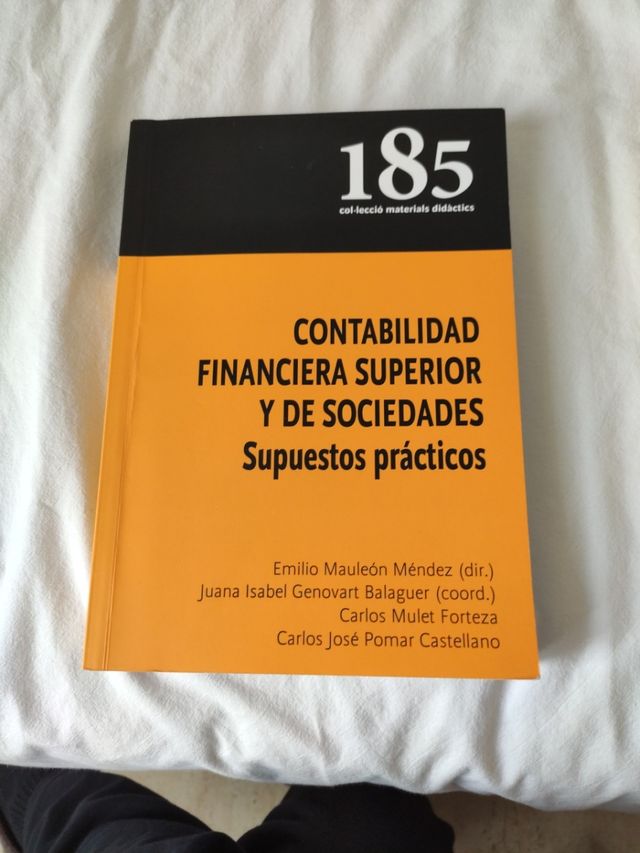 185
col·lecció materials didàctics
CONTABILIDAD
FINANCIERA SUPERIOR
Y DE SOCIEDADES
Supuestos prácticos
Emilio Mauleón Méndez (dir.)
Juana Isabel Genovart Balaguer (coord.)
Carlos Mulet Forteza
Carlos José Pomar Castellano